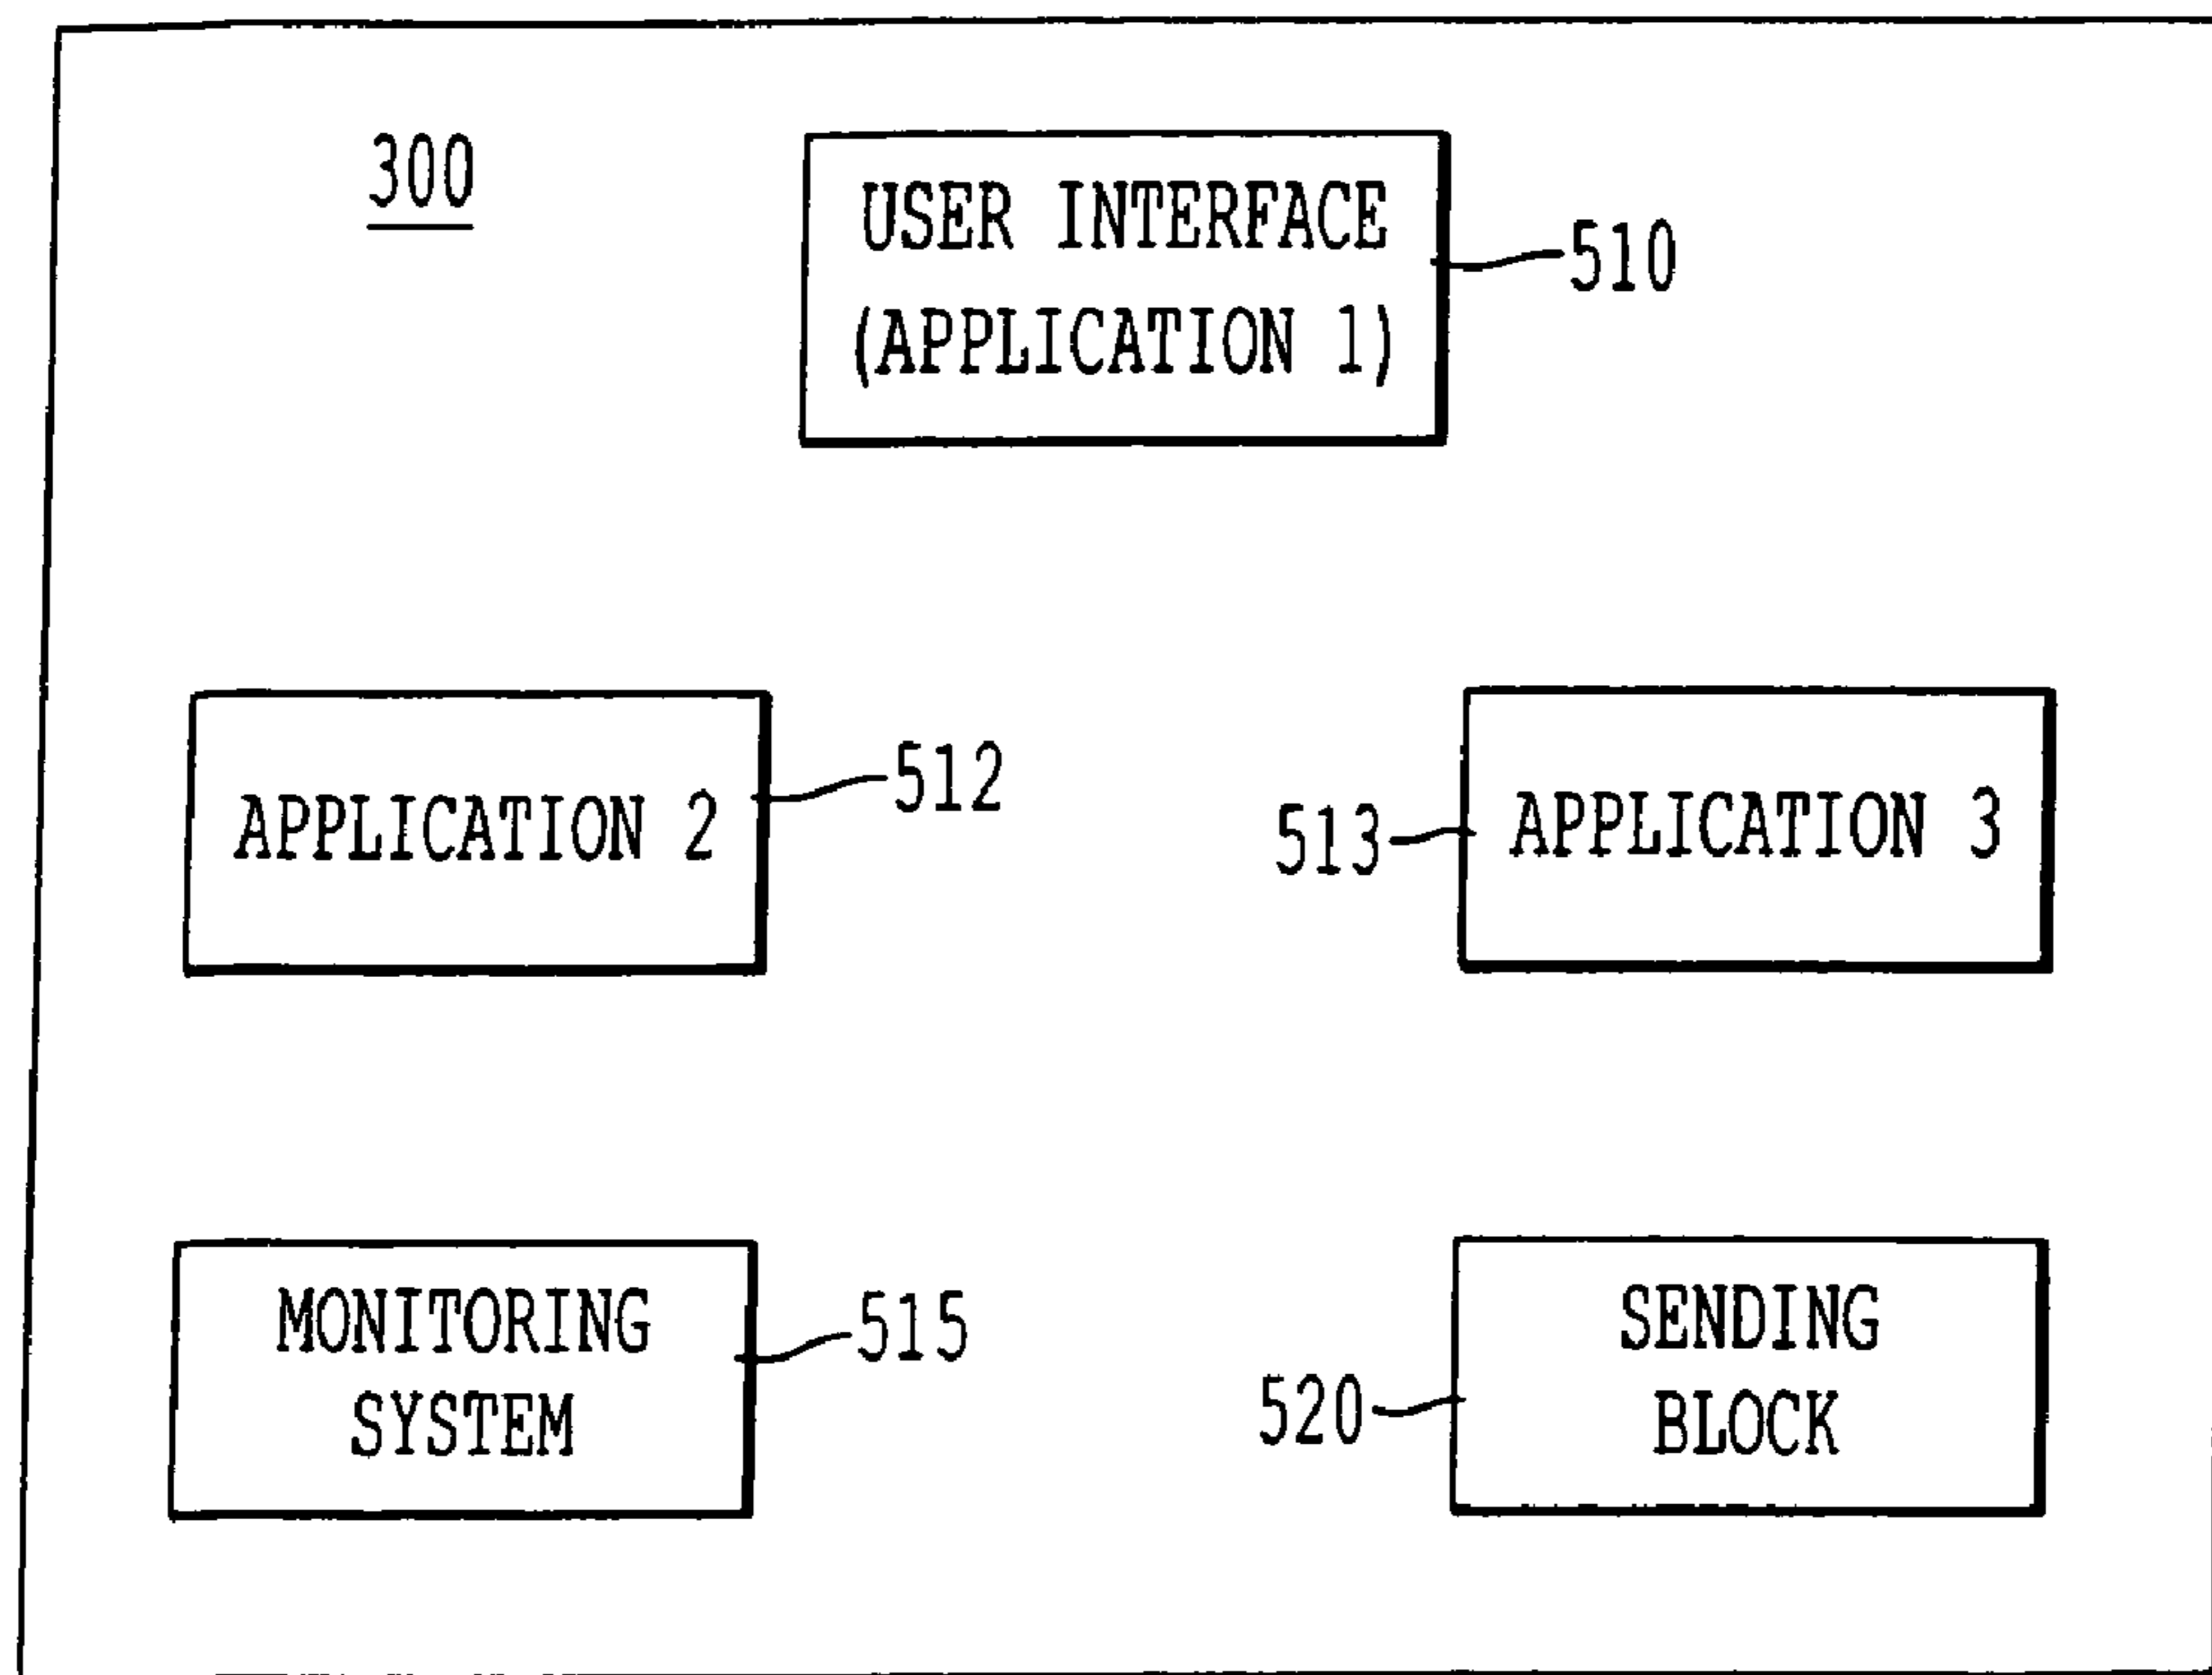 300
USER INTERFACE
(APPLICATION 1)
510
APPLICATION 2
512
513
APPLICATION 3
MONITORING
SYSTEM
515
520
SENDING
BLOCK